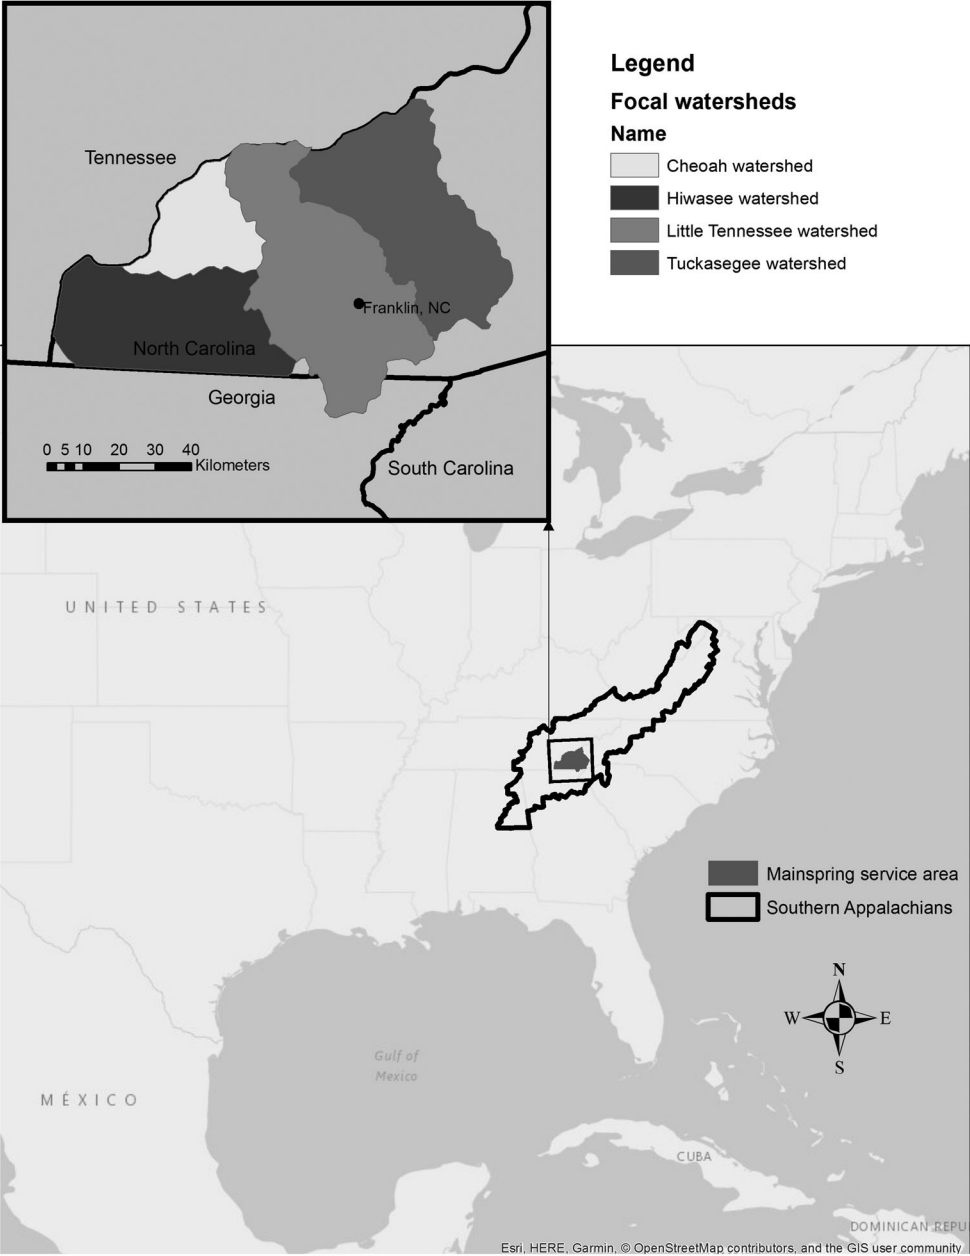 Legend
Focal watersheds
Name
Cheoah watershed
Hiwasee watershed
Little Tennessee watershed
Tuckasegee watershed
Tennessee
Franklin, NC
North Carolina
Georgia
0 5 10 20 30 40
Kilometers
South Carolina
UNITED STATES
Mainspring service area
Southern Appalachians
N
W E
S
Gulf of
Mexico
MÉXICO
CUBA
DOMINICAN REPU
Esri, HERE, Garmin, © OpenStreetMap contributors, and the GIS user community.